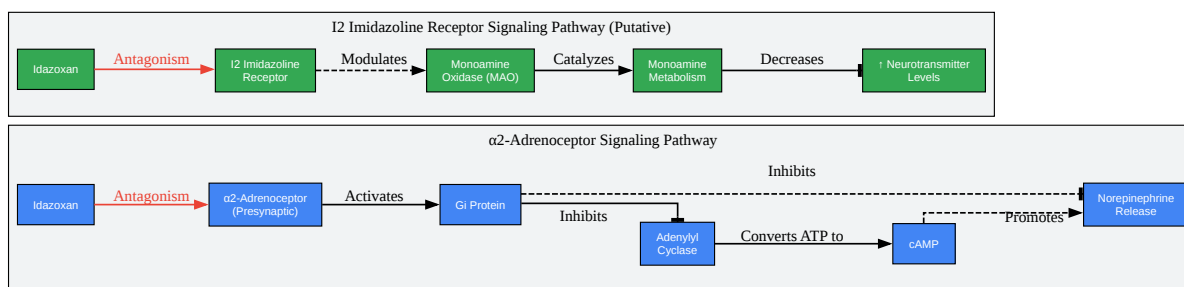 I2 Imidazoline Receptor Signaling Pathway (Putative)
Idazoxan
Antagonism
I2 Imidazoline
Receptor
Modulates
Monoamine
Oxidase (MAO)
Catalyzes
Monoamine
Metabolism
Decreases
↑ Neurotransmitter
Levels
α2-Adrenoceptor Signaling Pathway
Idazoxan
Antagonism
α2-Adrenoceptor
(Presynaptic)
Activates
Gi Protein
Inhibits
Inhibits
Adenylyl
Cyclase
Converts ATP to
cAMP
Promotes
Norepinephrine
Release